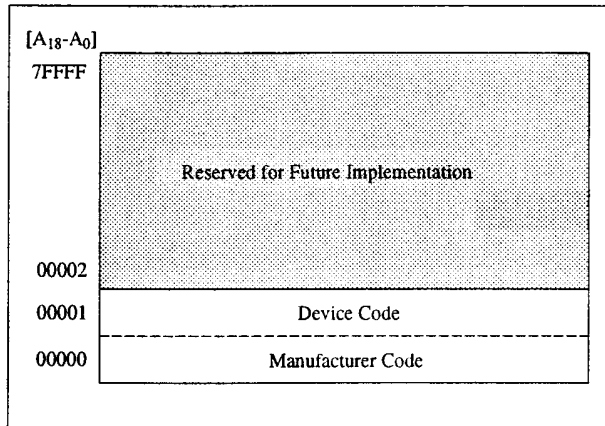 [A18-A0]
7FFFF
Reserved for Future Implementation
00002
00001 Device Code
00000 Manufacturer Code